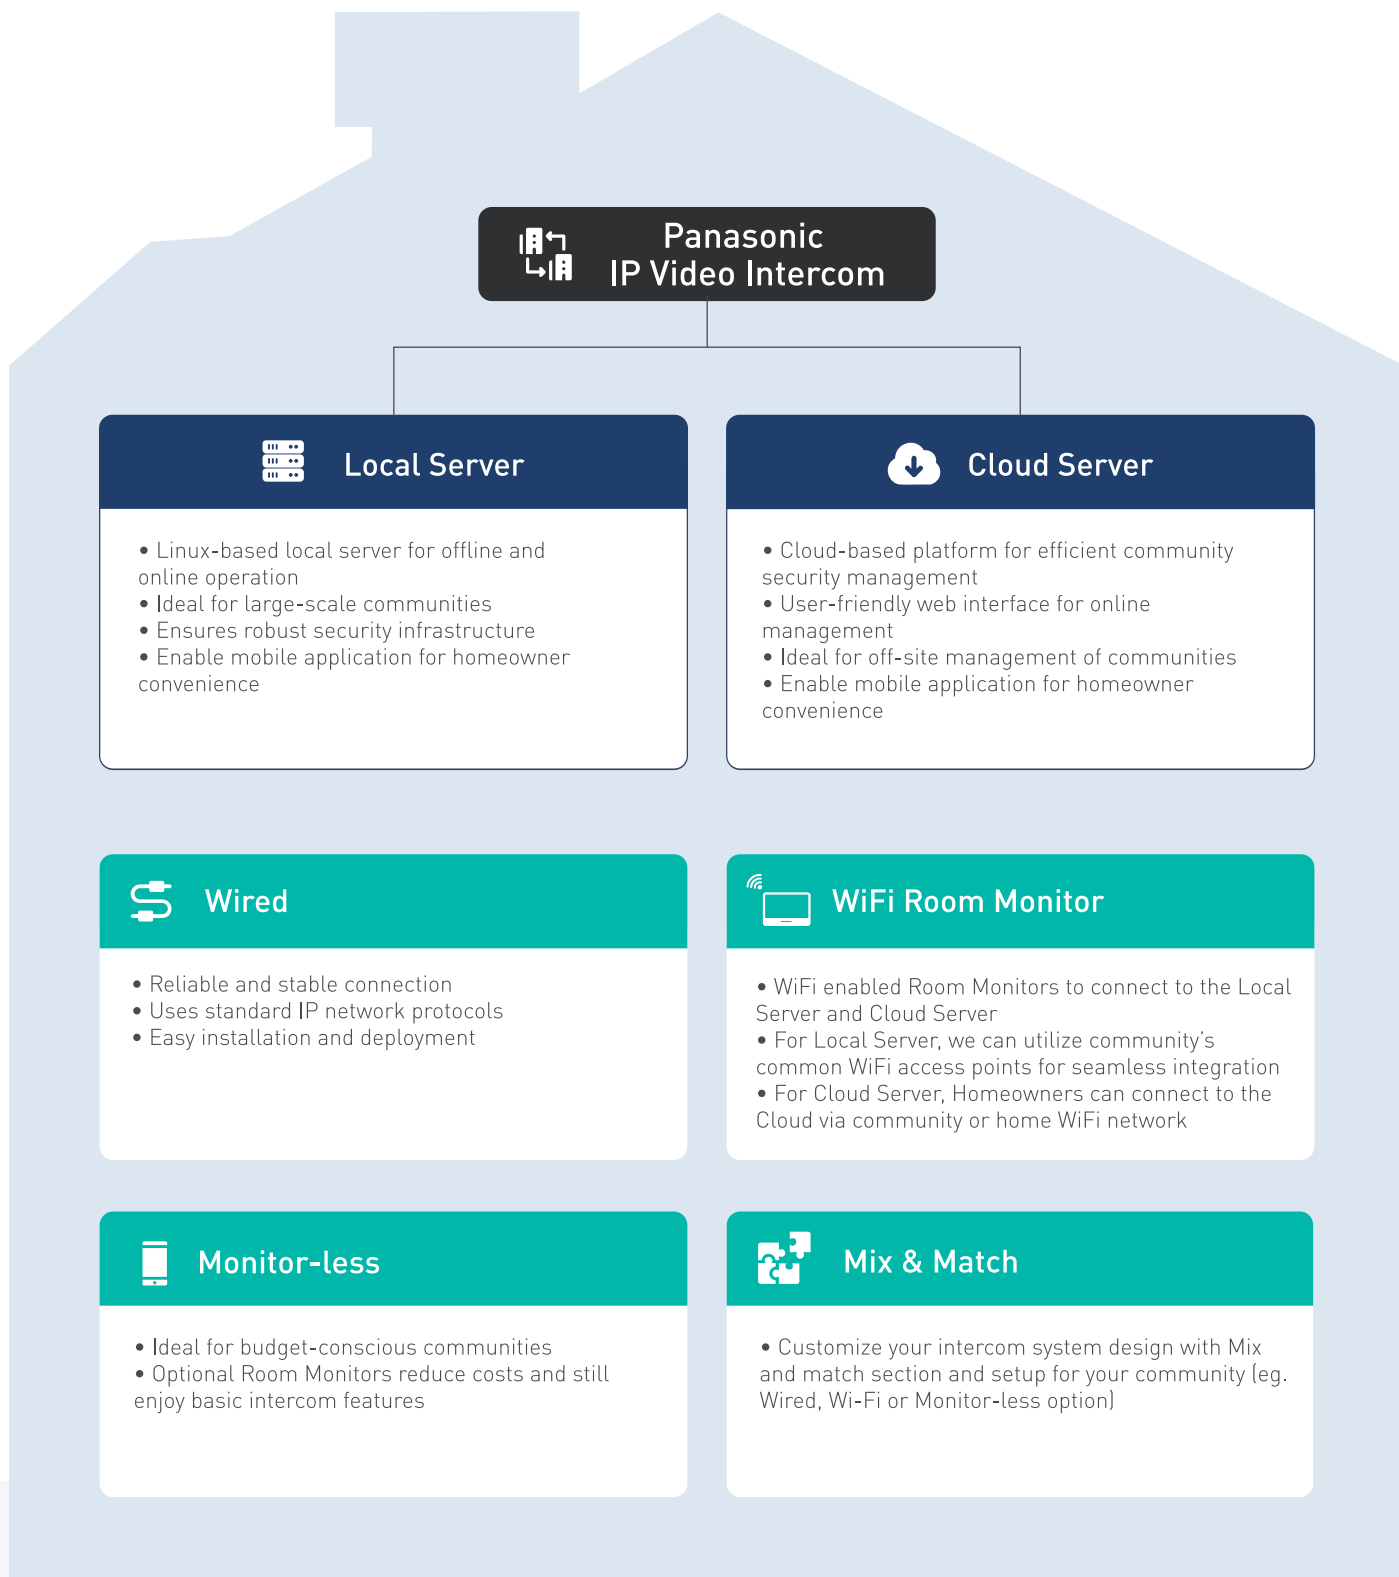 Panasonic
IP Video Intercom
Local Server
• Linux-based local server for offline and
online operation
• Ideal for large-scale communities
• Ensures robust security infrastructure
• Enable mobile application for homeowner
convenience
Cloud Server
• Cloud-based platform for efficient community
security management
• User-friendly web interface for online
management
• Ideal for off-site management of communities
• Enable mobile application for homeowner
convenience
Wired
• Reliable and stable connection
• Uses standard IP network protocols
• Easy installation and deployment
WiFi Room Monitor
• WiFi enabled Room Monitors to connect to the Local
Server and Cloud Server
• For Local Server, we can utilize community's
common WiFi access points for seamless integration
• For Cloud Server, Homeowners can connect to the
Cloud via community or home WiFi network
Monitor-less
• Ideal for budget-conscious communities
• Optional Room Monitors reduce costs and still
enjoy basic intercom features
Mix & Match
• Customize your intercom system design with Mix
and match section and setup for your community (eg.
Wired, Wi-Fi or Monitor-less option)